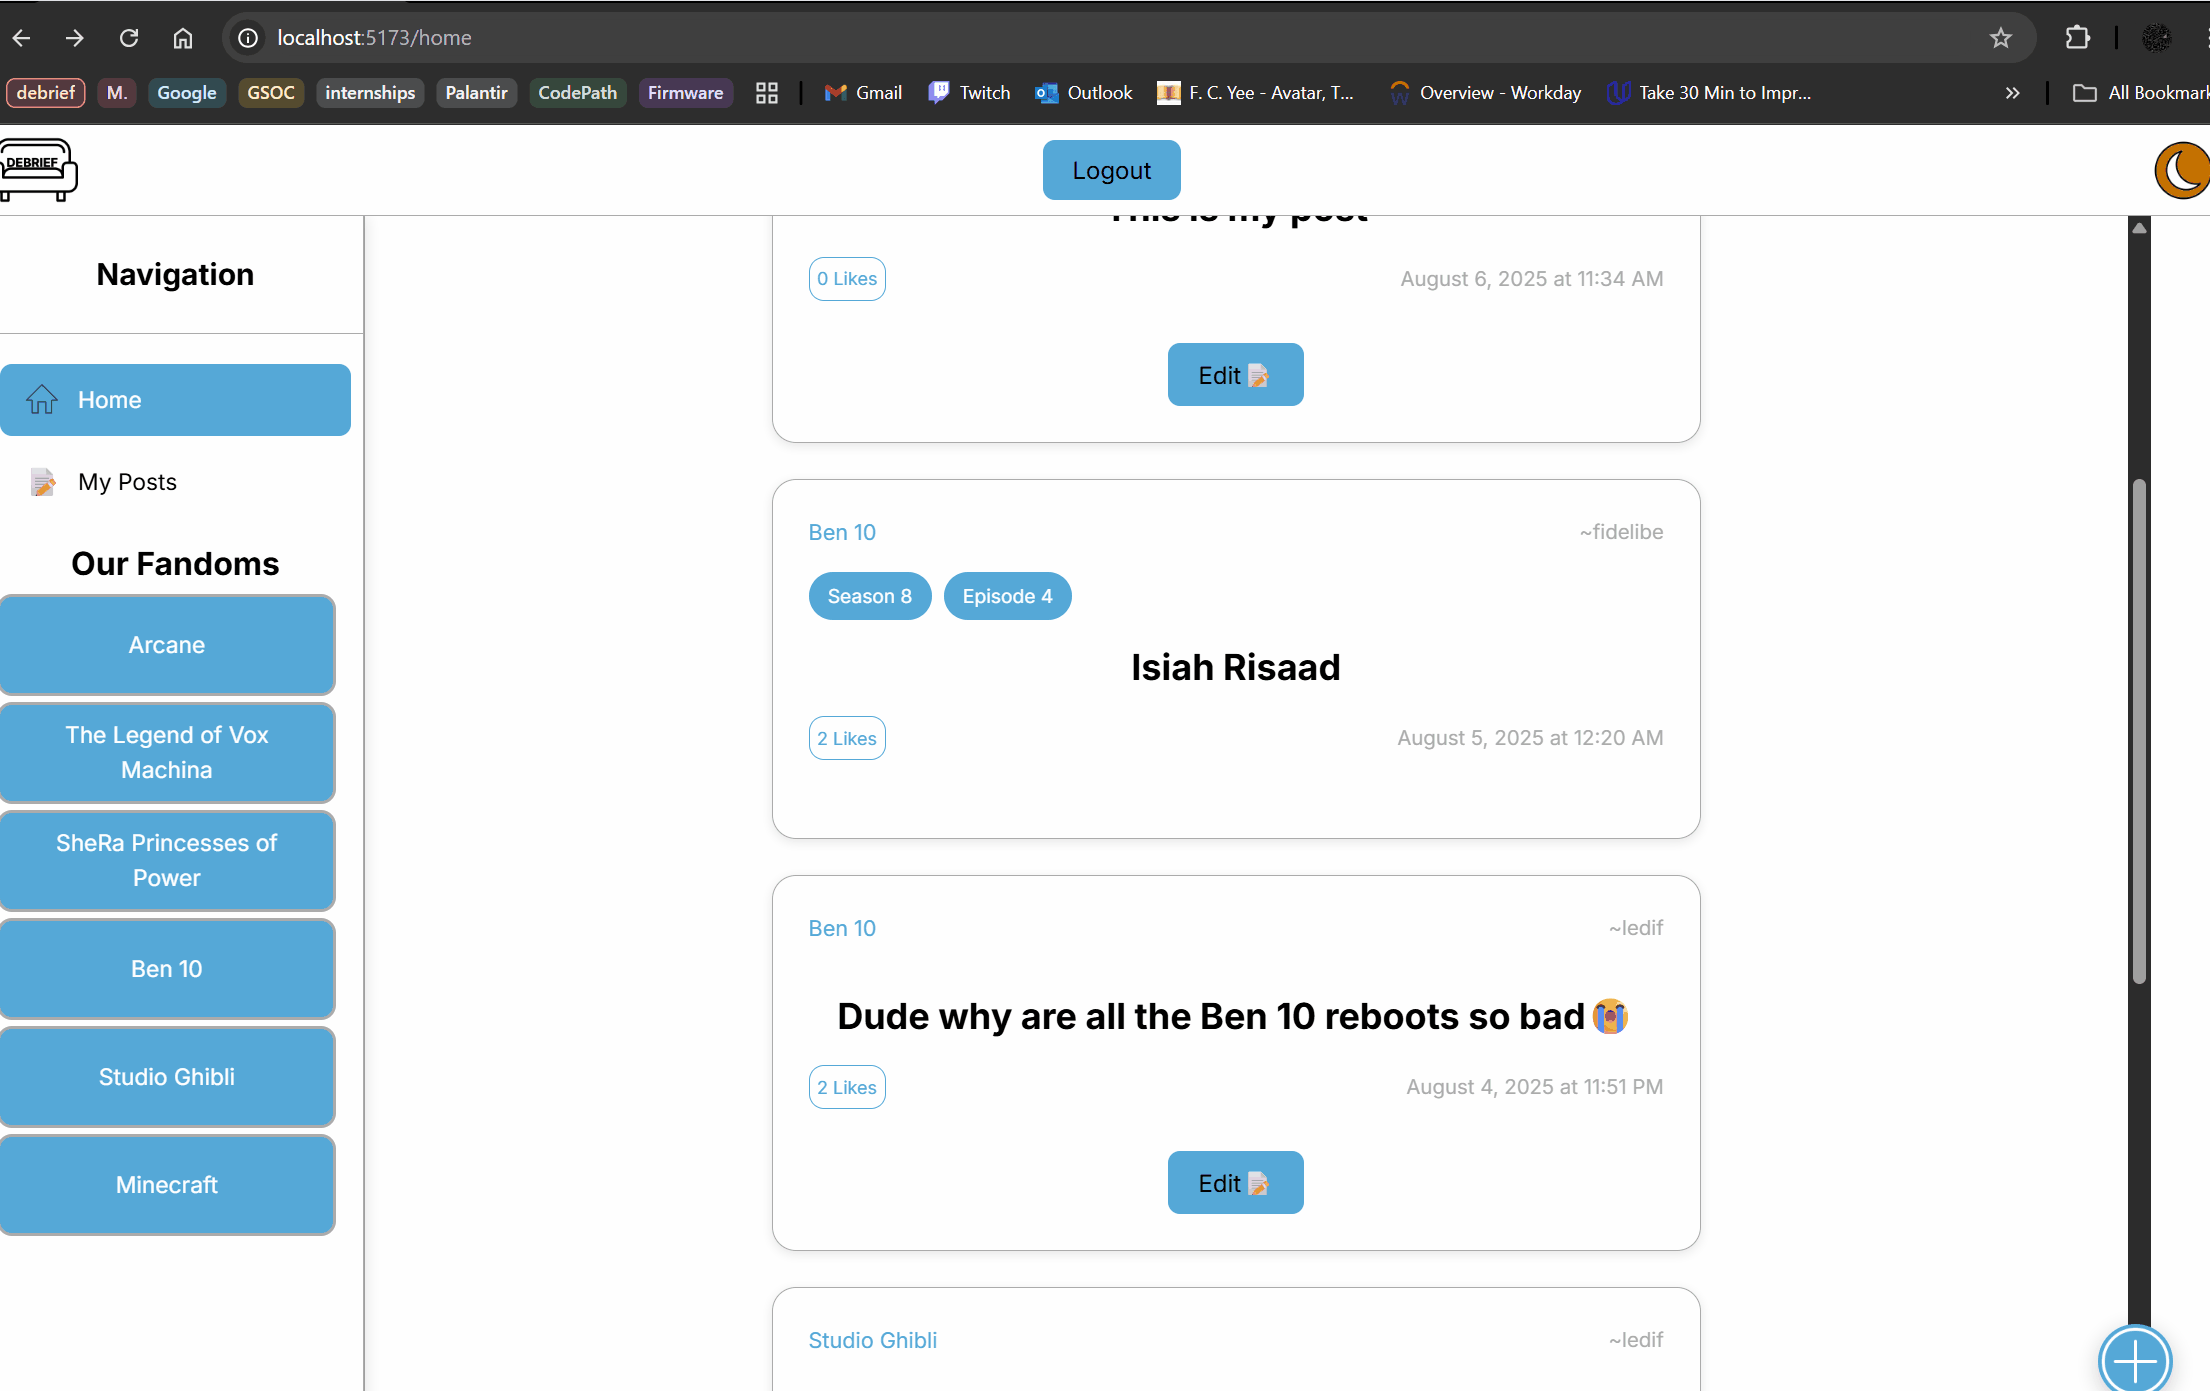 localhost:5173/home
debrief
M.
Google
GSOC
internships
Palantir
CodePath
Firmware
Gmail
Twitch
Outlook
F. C. Yee - Avatar, T...
Overview - Workday
Take 30 Min to Impr...
All Bookmark
DEBRIEF
Logout
Navigation
Home
My Posts
Our Fandoms
Arcane
The Legend of Vox
Machina
SheRa Princesses of
Power
Ben 10
Studio Ghibli
Minecraft
This is my post
0 Likes
August 6, 2025 at 11:34 AM
Edit📝
Ben 10
~fidelibe
Season 8
Episode 4
Isiah Risaad
2 Likes
August 5, 2025 at 12:20 AM
Ben 10
~ledif
Dude why are all the Ben 10 reboots so bad😭
2 Likes
August 4, 2025 at 11:51 PM
Edit📝
Studio Ghibli
~ledif